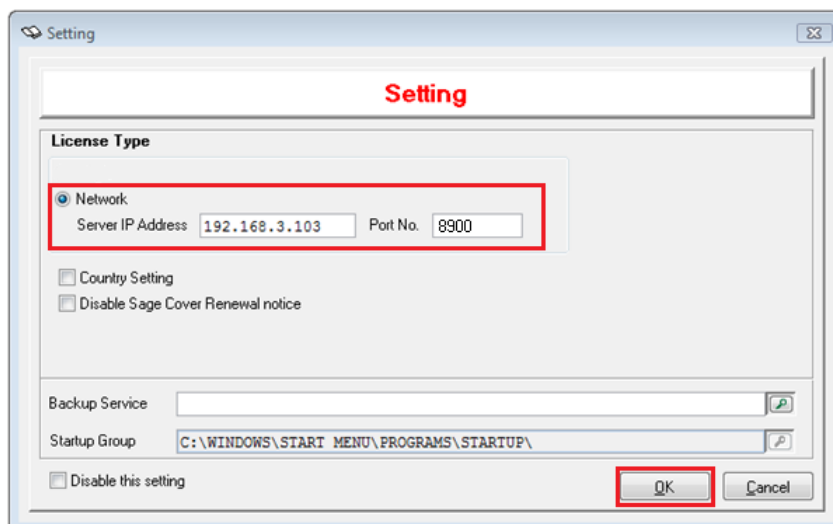 Setting
Setting
License Type
Network
Server IP Address 192.168.3.103 Port No. 8900
Country Setting
Disable Sage Cover Renewal notice
Backup Service
Startup Group C:\WINDOWS\START MENU\PROGRAMS\STARTUP\
Disable this setting OK Cancel